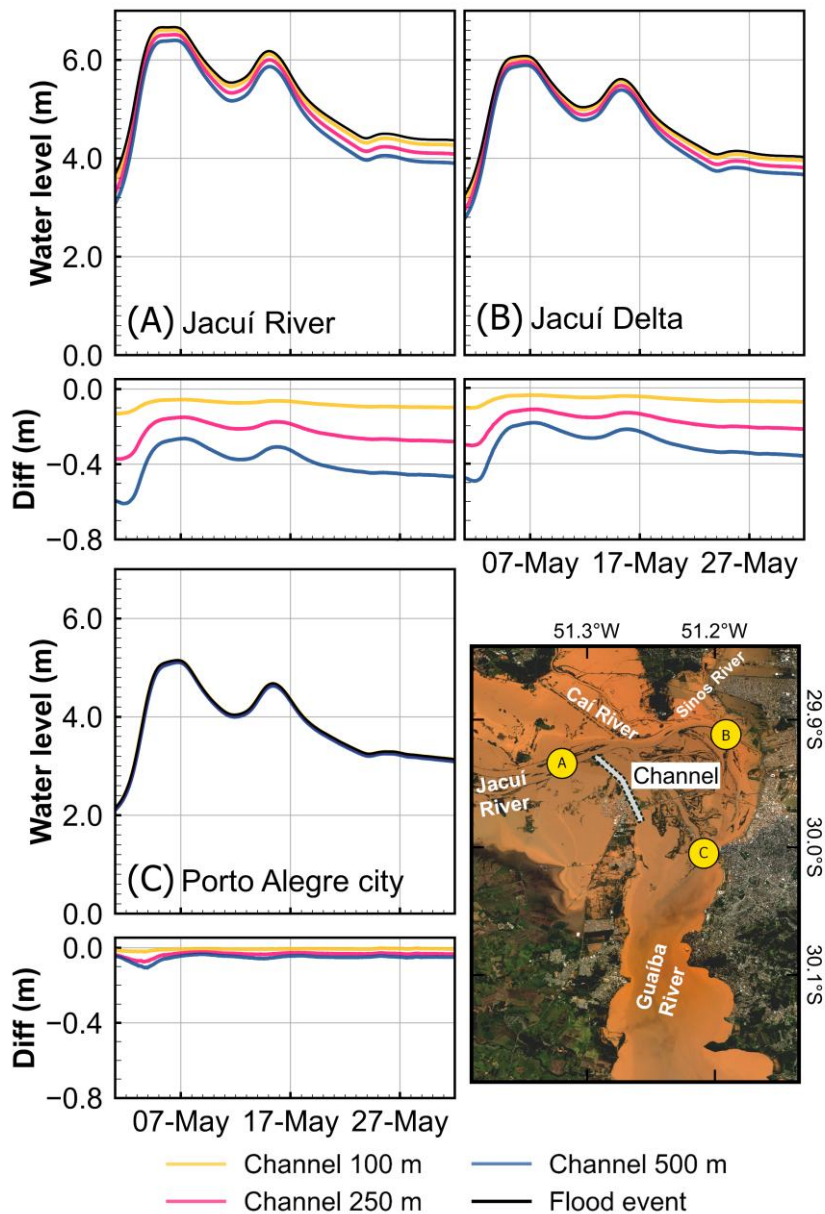 Water level (m)
6.0
4.0
2.0
0.0
(A) Jacuí River
(B) Jacuí Delta
Diff (m)
0.0
−0.4
−0.8
07-May 17-May 27-May
Water level (m)
6.0
4.0
2.0
0.0
(C) Porto Alegre city
Diff (m)
0.0
−0.4
−0.8
07-May 17-May 27-May
51.3°W 51.2°W
29.9°S
30.0°S
30.1°S
Caí River
Sinos River
A
B
Channel
Jacuí
River
C
Guaíba
River
Channel 100 m
Channel 500 m
Channel 250 m
Flood event